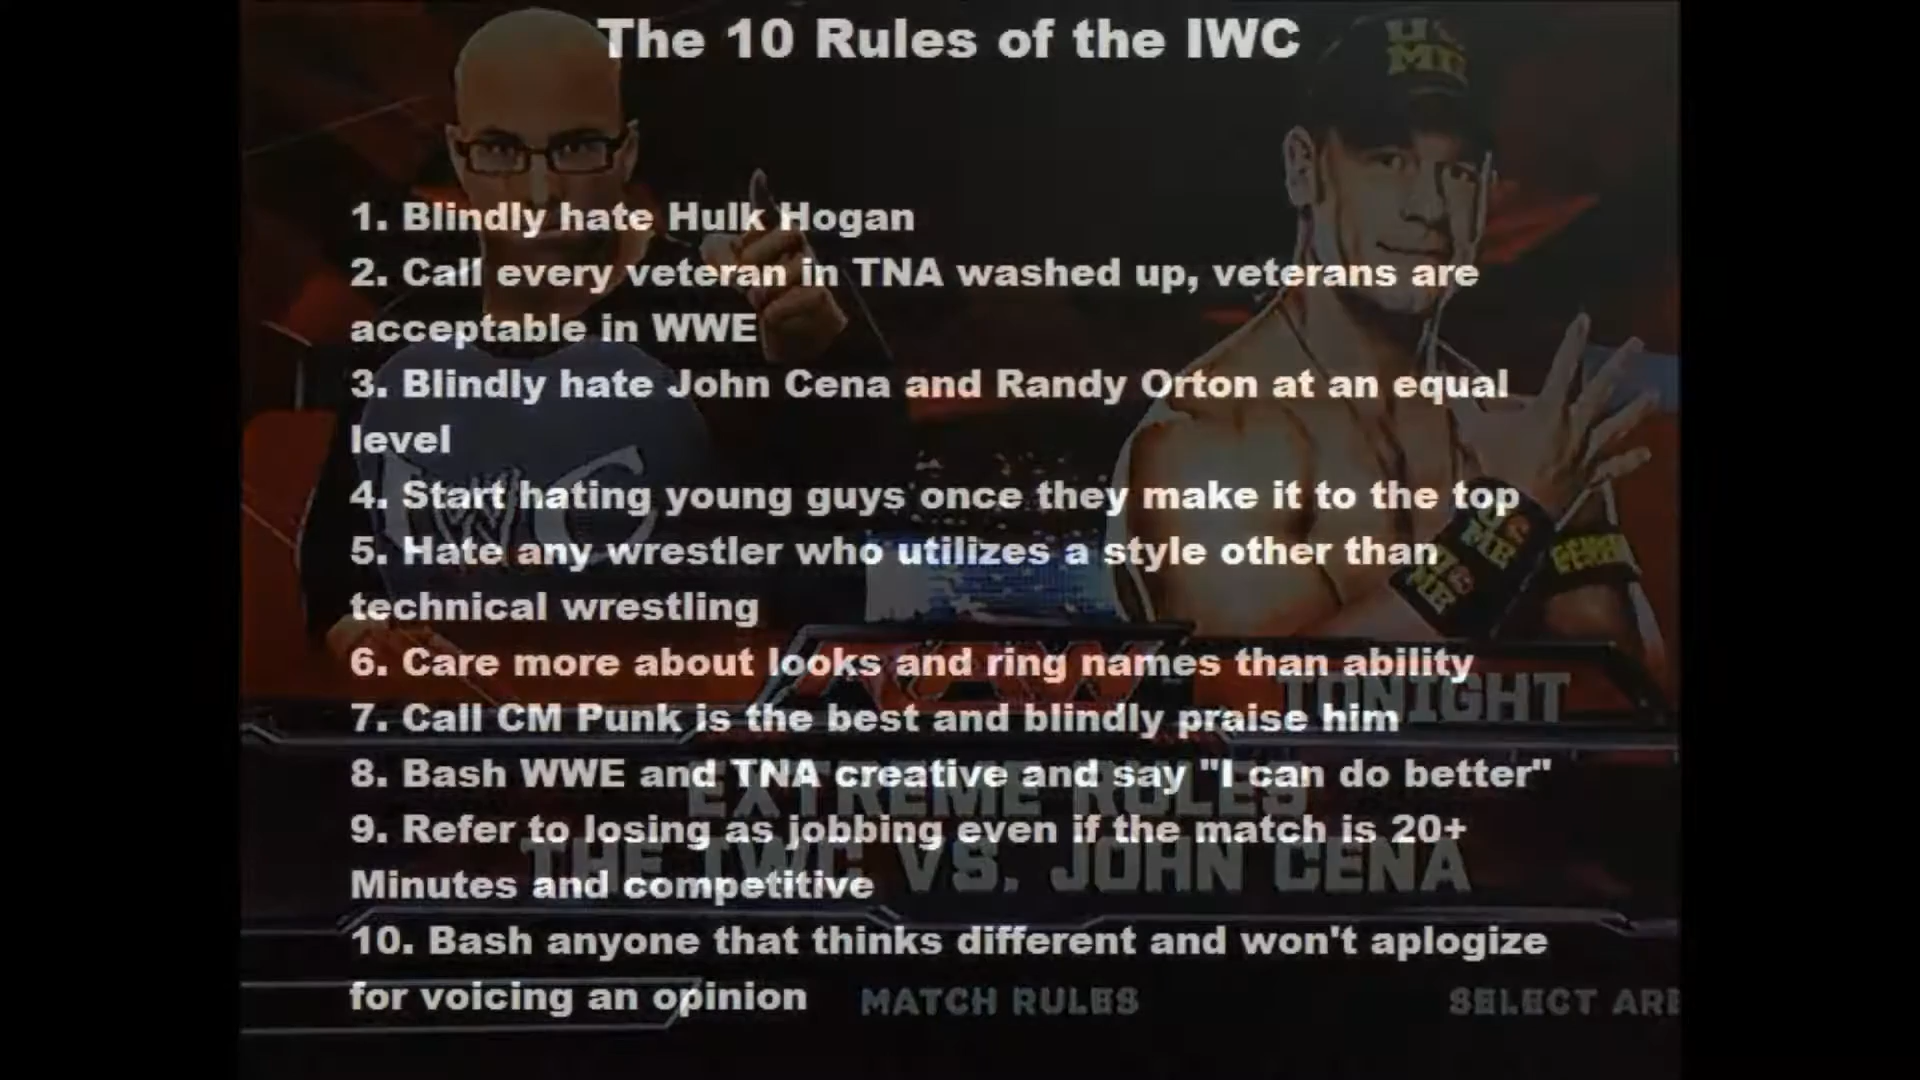 The 10 Rules of the IWC
1. Blindly hate Hulk Hogan
2. Call every veteran in TNA washed up, veterans are
acceptable in WWE
3. Blindly hate John Cena and Randy Orton at an equal
level
4. Start hating young guys once they make it to the top
5. Hate any wrestler who utilizes a style other than
technical wrestling
6. Care more about looks and ring names than ability
7. Call CM Punk is the best and blindly praise him
8. Bash WWE and TNA creative and say "I can do better"
9. Refer to losing as jobbing even if the match is 20+
Minutes and competitive
10. Bash anyone that thinks different and won't aplogize
for voicing an opinion
IWC
RAW
TONIGHT
EXTREME RULES
THE IWC VS. JOHN CENA
MATCH RULES
SELECT ARE